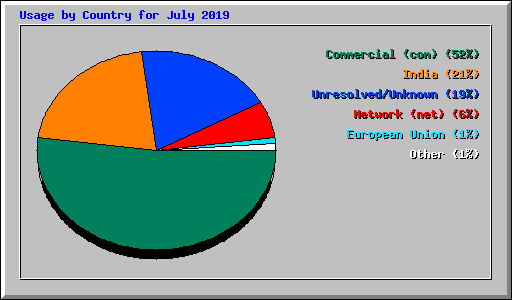 Usage by Country for July 2019
Commercial (com) (52%)
India (21%)
Unresolved/Unknown (19%)
Network (net) (6%)
European Union (1%)
Other (1%)